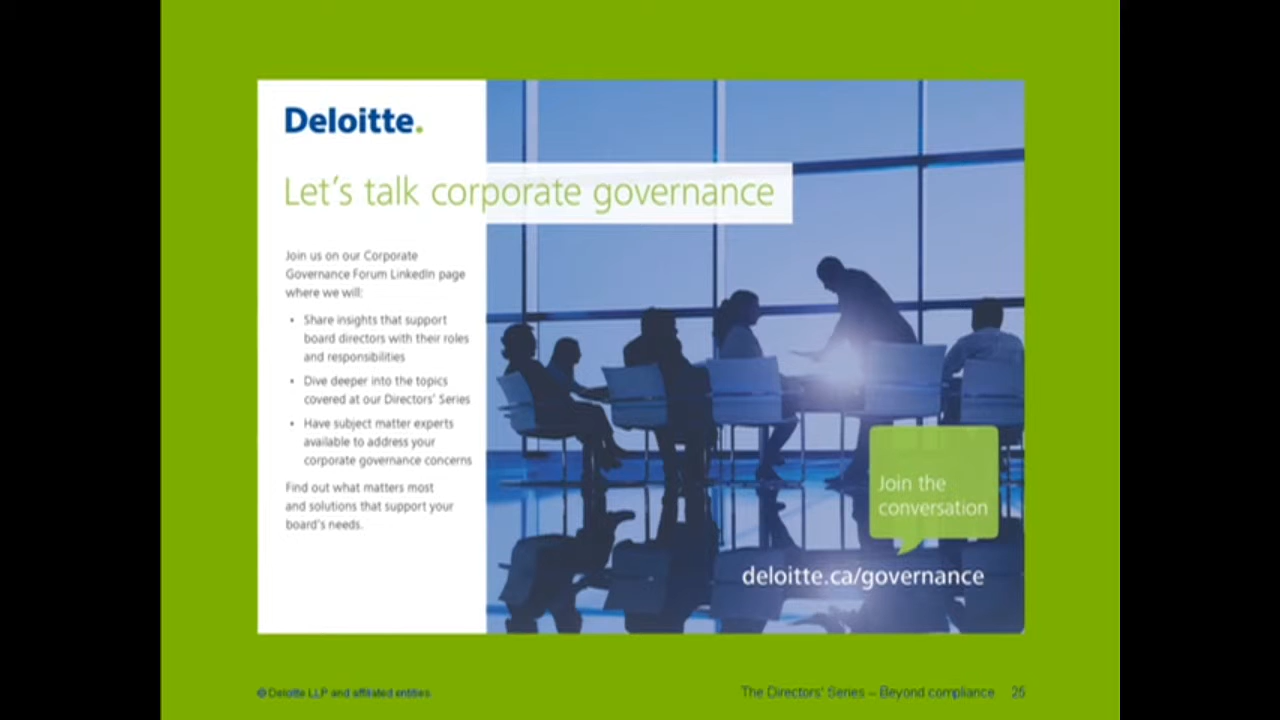 Deloitte.
Let's talk corporate governance
Join us on our Corporate
Governance Forum LinkedIn page
where we will:
• Share insights that support
board directors with their roles
and responsibilities
• Dive deeper into the topics
covered at our Directors' Series
• Have subject matter experts
available to address your
corporate governance concerns
Find out what matters most
and solutions that support your
board's needs.
Join the
conversation
deloitte.ca/governance
© Deloitte LLP and affiliated entities.
The Directors' Series – Beyond compliance 25